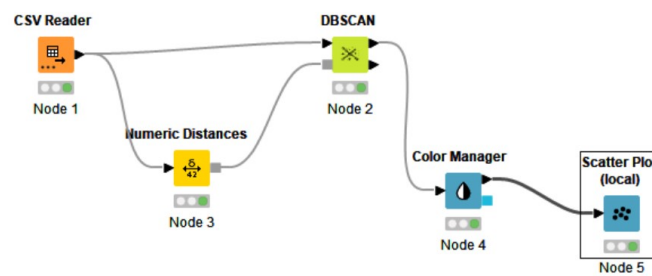 CSV Reader
Node 1
Numeric Distances
δ
42
Node 3
DBSCAN
Node 2
Color Manager
Node 4
Scatter Plo
(local)
Node 5